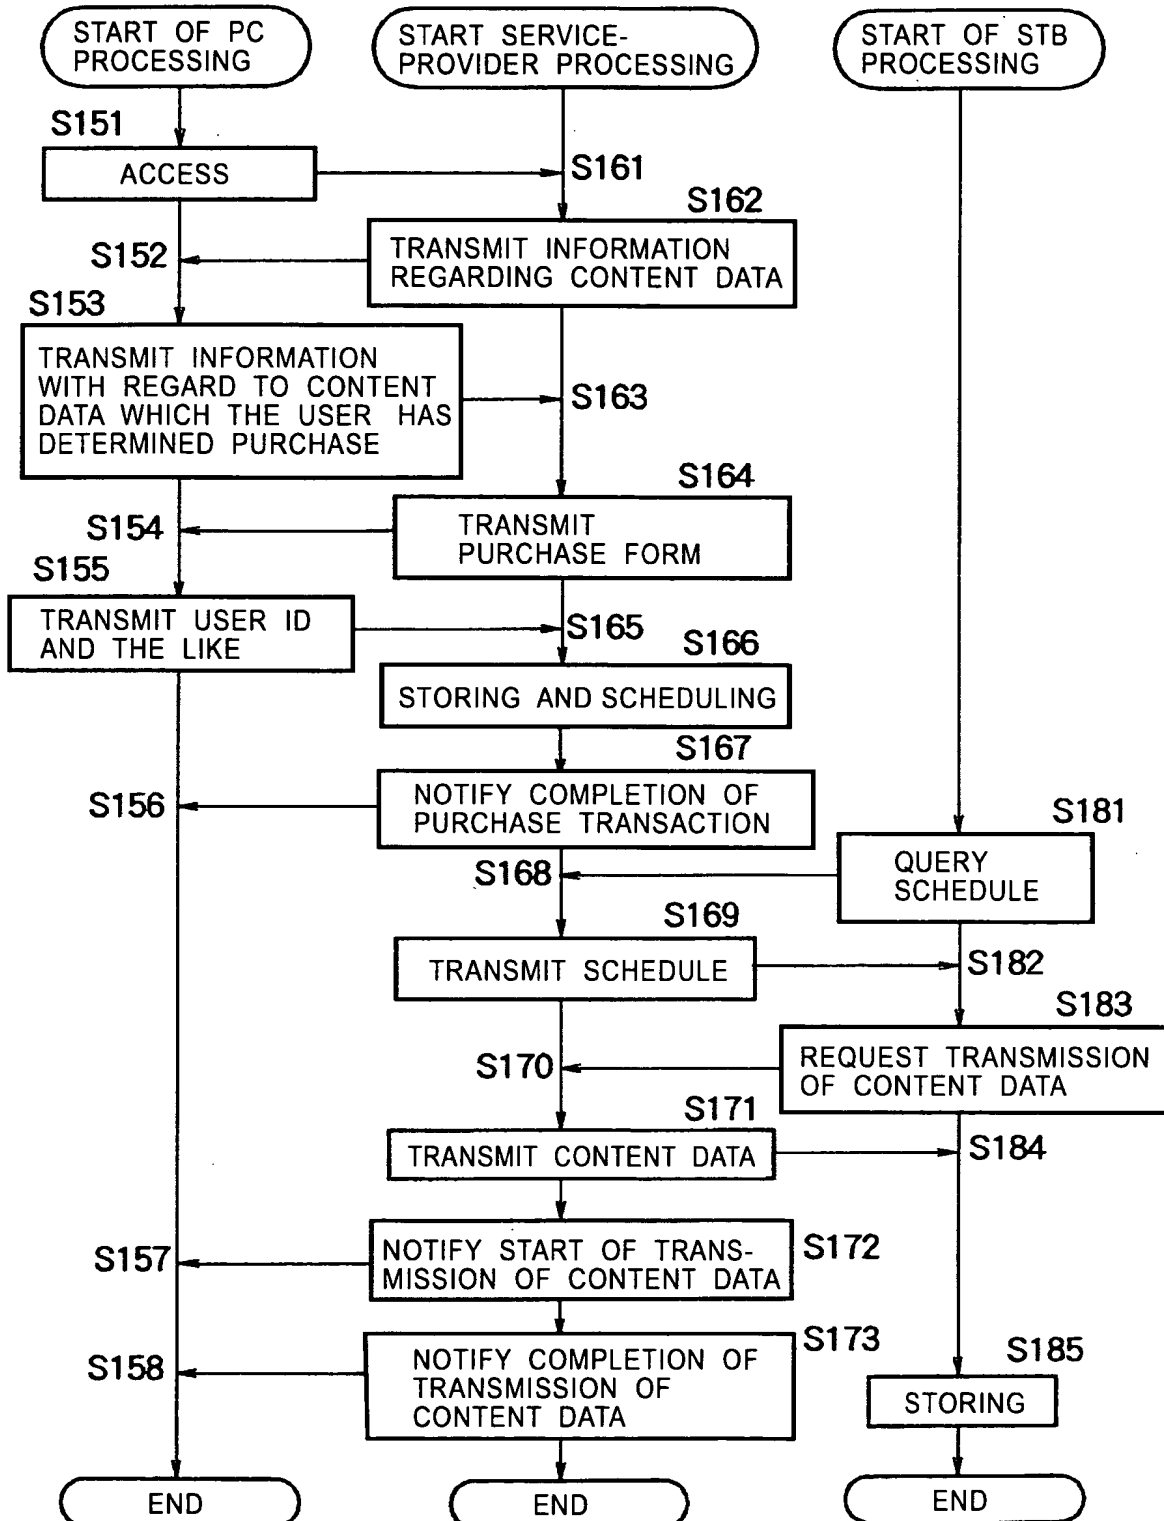 START OF PC
PROCESSING
START SERVICE-
PROVIDER PROCESSING
START OF STB
PROCESSING
S151
ACCESS
S161
S162
TRANSMIT INFORMATION
REGARDING CONTENT DATA
S152
S153
TRANSMIT INFORMATION
WITH REGARD TO CONTENT
DATA WHICH THE USER HAS
DETERMINED PURCHASE
S163
S164
TRANSMIT
PURCHASE FORM
S154
S155
TRANSMIT USER ID
AND THE LIKE
S165
S166
STORING AND SCHEDULING
S167
NOTIFY COMPLETION OF
PURCHASE TRANSACTION
S156
S181
QUERY
SCHEDULE
S168
S169
TRANSMIT SCHEDULE
S182
S183
REQUEST TRANSMISSION
OF CONTENT DATA
S170
S171
TRANSMIT CONTENT DATA
S184
S172
NOTIFY START OF TRANS-
MISSION OF CONTENT DATA
S157
S173
NOTIFY COMPLETION OF
TRANSMISSION OF
CONTENT DATA
S158
S185
STORING
END
END
END